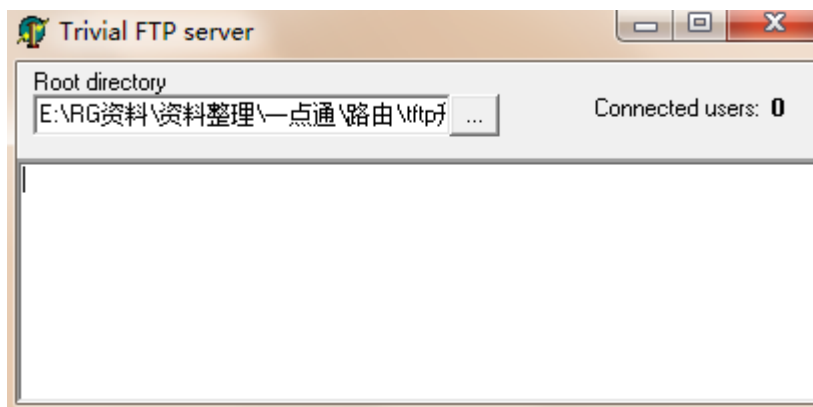 Trivial FTP server
Root directory
E:\RG资料\资料整理\一点通\路由\tftp
...
Connected users: 0